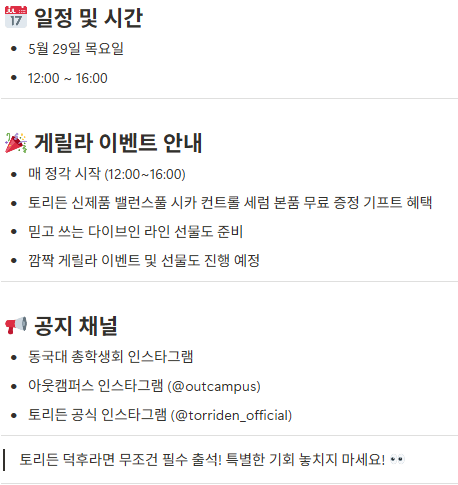 📅 일정 및 시간
• 5월 29일 목요일
• 12:00 ~ 16:00
🎉 게릴라 이벤트 안내
• 매 정각 시작 (12:00~16:00)
• 토리든 신제품 밸런스풀 시카 컨트롤 세럼 본품 무료 증정 기프트 혜택
• 믿고 쓰는 다이브인 라인 선물도 준비
• 깜짝 게릴라 이벤트 및 선물도 진행 예정
📢 공지 채널
• 동국대 총학생회 인스타그램
• 아웃캠퍼스 인스타그램 (@outcampus)
• 토리든 공식 인스타그램 (@torriden_official)
토리든 덕후라면 무조건 필수 출석! 특별한 기회 놓치지 마세요! 👀